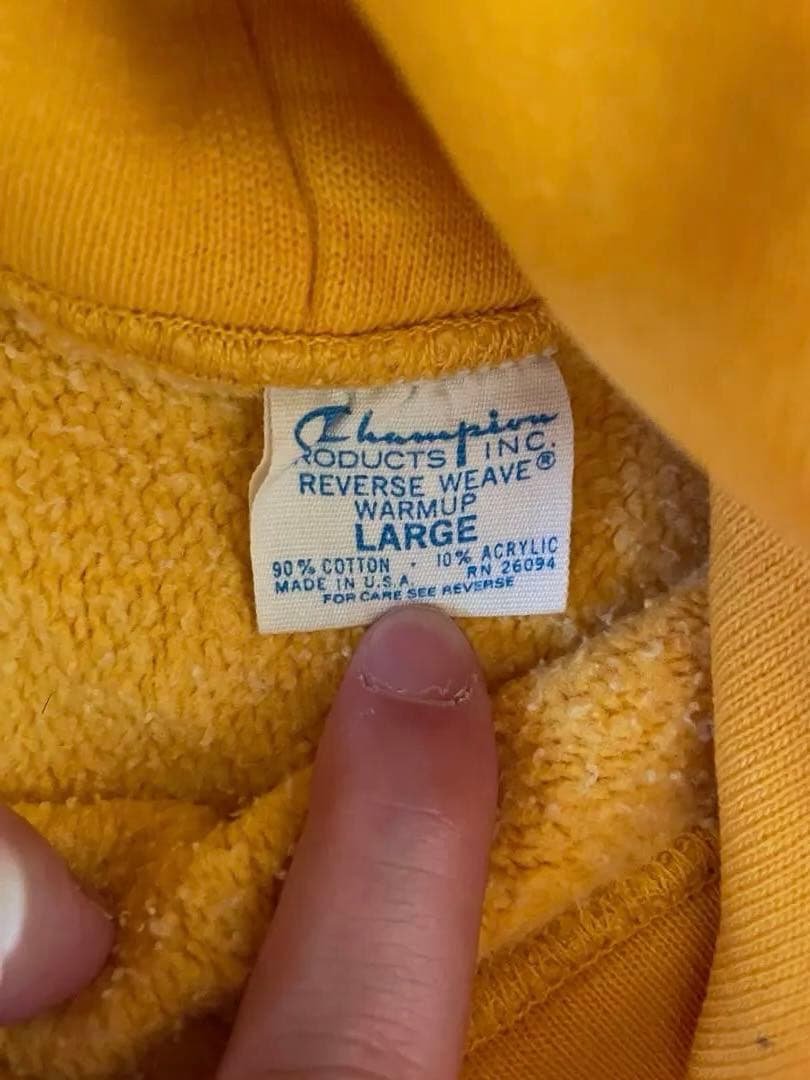 Champion
PRODUCTS INC.
REVERSE WEAVE®
WARMUP
LARGE
90% COTTON · 10% ACRYLIC
MADE IN U.S.A. RN 26094
FOR CARE SEE REVERSE